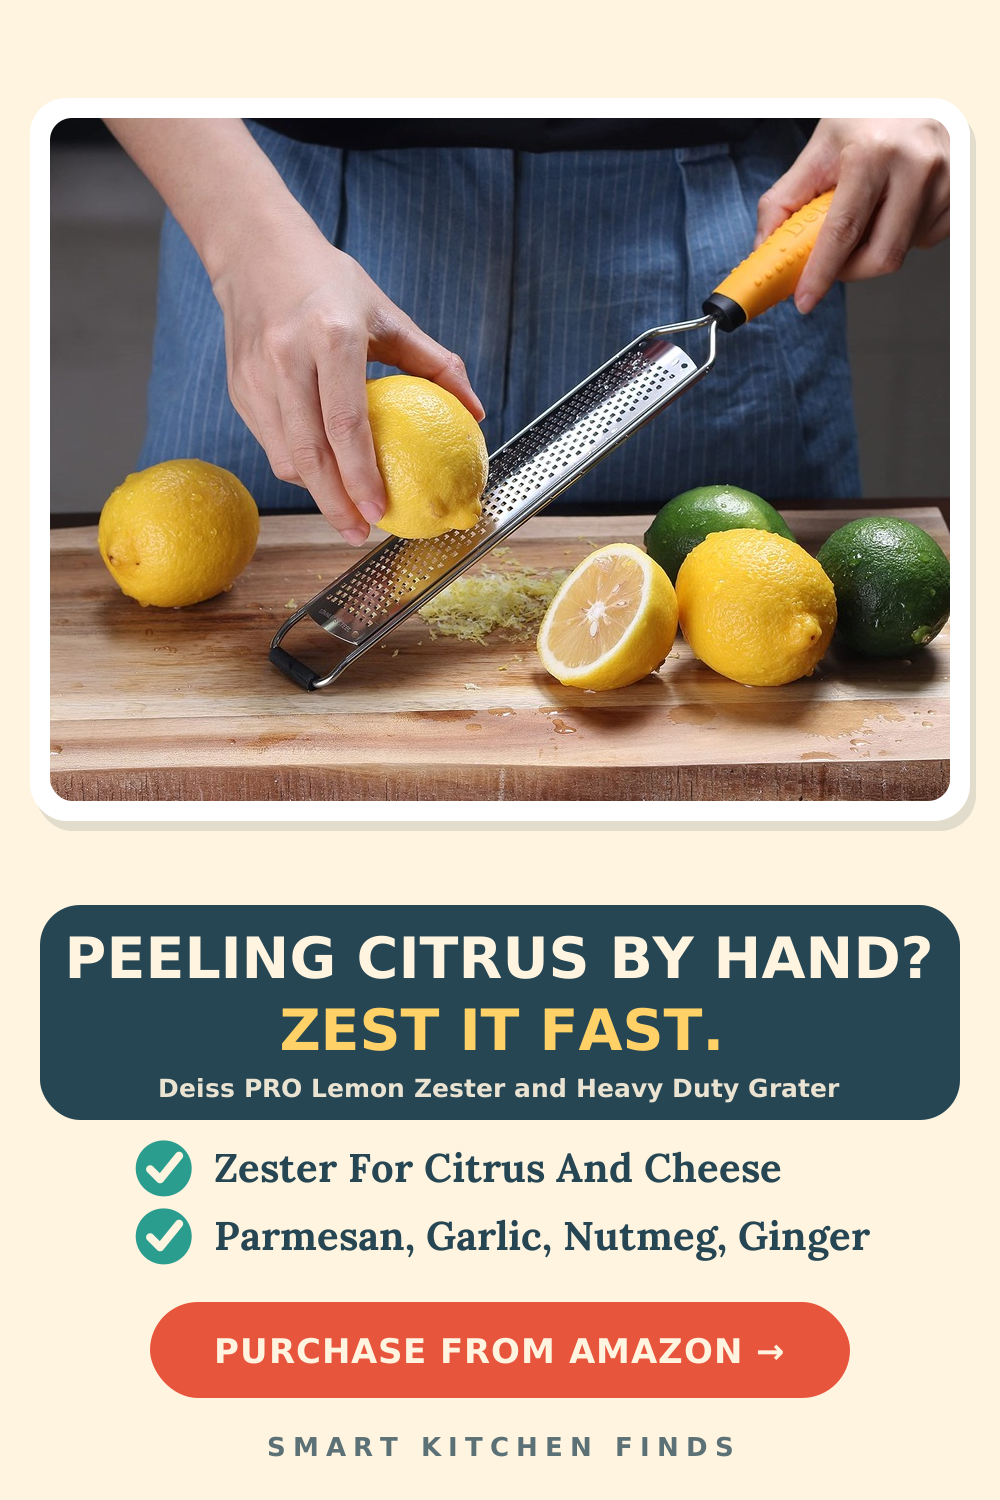 Deiss
PEELING CITRUS BY HAND?
ZEST IT FAST.
Deiss PRO Lemon Zester and Heavy Duty Grater
Zester For Citrus And Cheese
Parmesan, Garlic, Nutmeg, Ginger
PURCHASE FROM AMAZON →
SMART KITCHEN FINDS